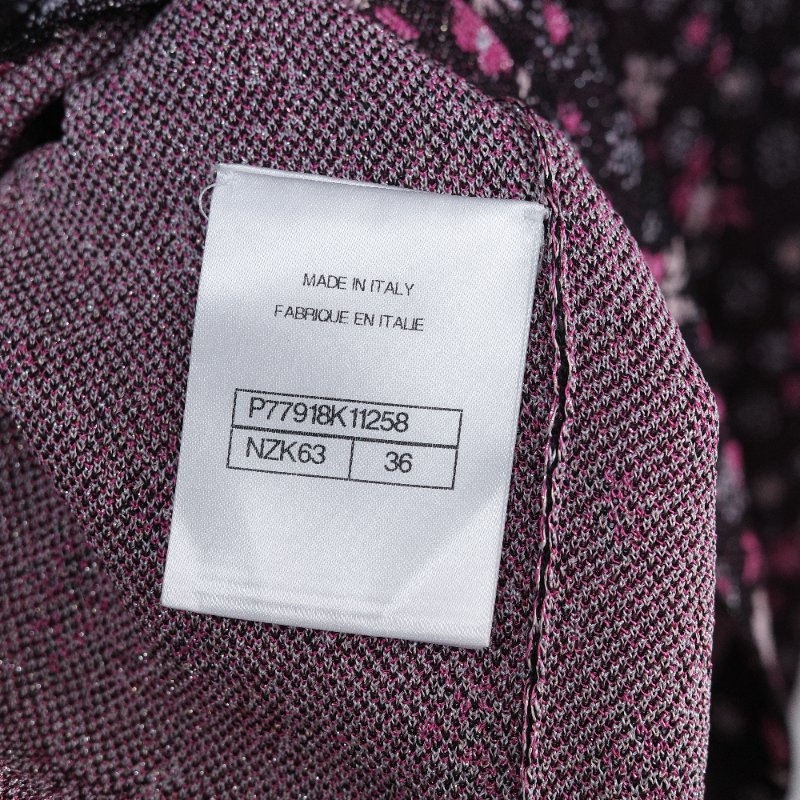 MADE IN ITALY
FABRIQUE EN ITALIE
P77918K11258
NZK63 36